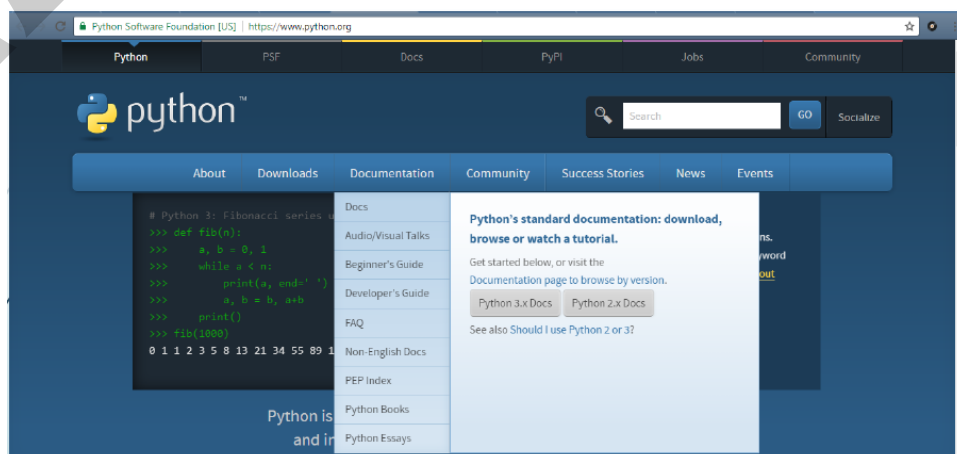 Python Software Foundation [US] | https://www.python.org
Python PSF Docs PyPI Jobs Community
python™
Search GO Socialize
About Downloads Documentation Community Success Stories News Events
# Python 3: Fibonacci series
>>> def fib(n):
>>> a, b = 0, 1
>>> while a < n:
>>> print(a, end=' ')
>>> a, b = b, a+b
>>> print()
>>> fib(1000)
0 1 1 2 3 5 8 13 21 34 55 89 1
Docs
Audio/Visual Talks
Beginner's Guide
Developer's Guide
FAQ
Non-English Docs
PEP Index
Python Books
Python Essays
Python's standard documentation: download,
browse or watch a tutorial.
Get started below, or visit the
Documentation page to browse by version.
Python 3.x Docs Python 2.x Docs
See also Should I use Python 2 or 3?
ns.
yword
out
Python is
and in